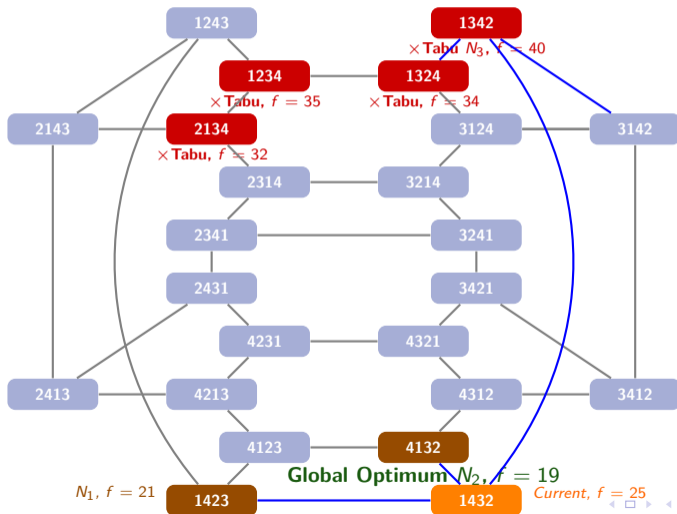 1243 1342
× Tabu N₃, f = 40
1234 1324
× Tabu, f = 35 × Tabu, f = 34
2143 2134 3124 3142
× Tabu, f = 32
2314 3214
2341 3241
2431 3421
4231 4321
2413 4213 4312 3412
4123 4132
Global Optimum N₂, f = 19
N₁, f = 21 1423 1432 Current, f = 25